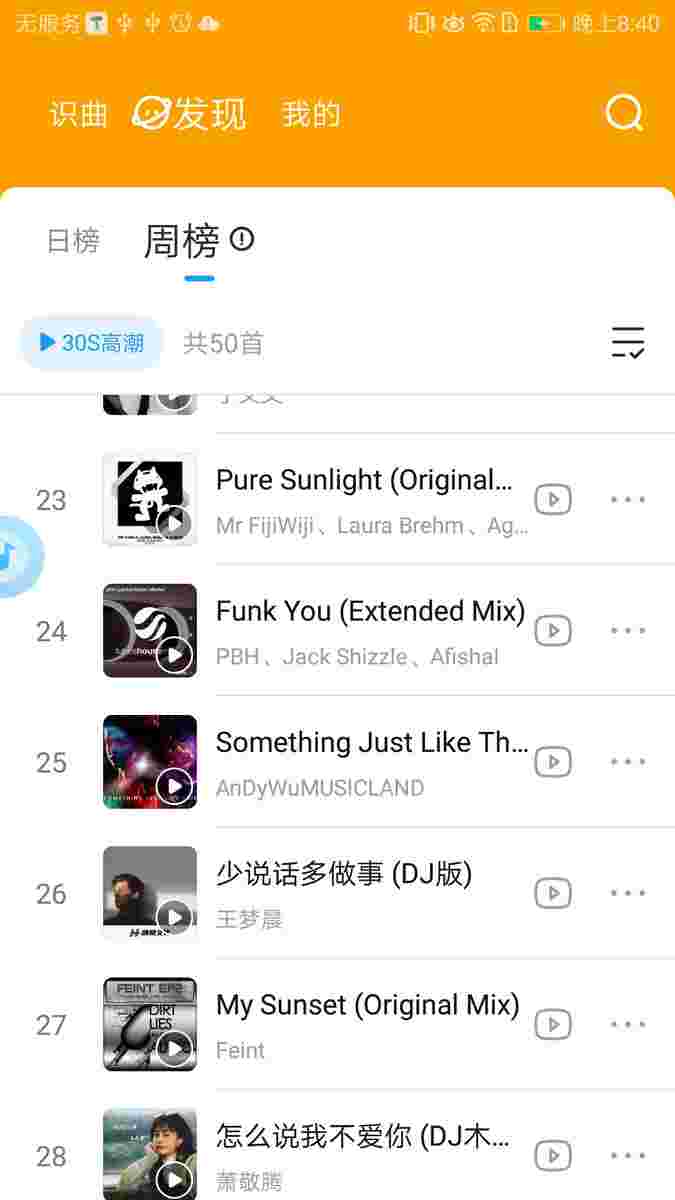 无服务 晚上8:40
识曲 发现 我的
日榜 周榜
30S高潮 共50首
23 Pure Sunlight (Original...
Mr FijiWiji、Laura Brehm、Ag...
24 Funk You (Extended Mix)
PBH、Jack Shizzle、Afishal
25 Something Just Like Th...
AnDyWuMUSICLAND
26 少说话多做事 (DJ版)
王梦晨
FEINT EP2
DIRT
LIES
27 My Sunset (Original Mix)
Feint
28 怎么说我不爱你 (DJ木...
萧敬腾